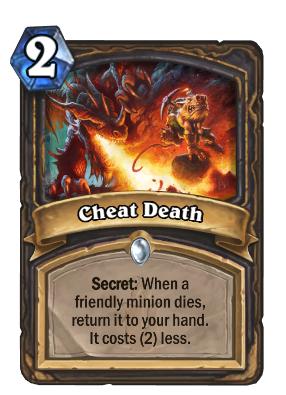 2
Cheat Death
Secret: When a
friendly minion dies,
return it to your hand.
It costs (2) less.